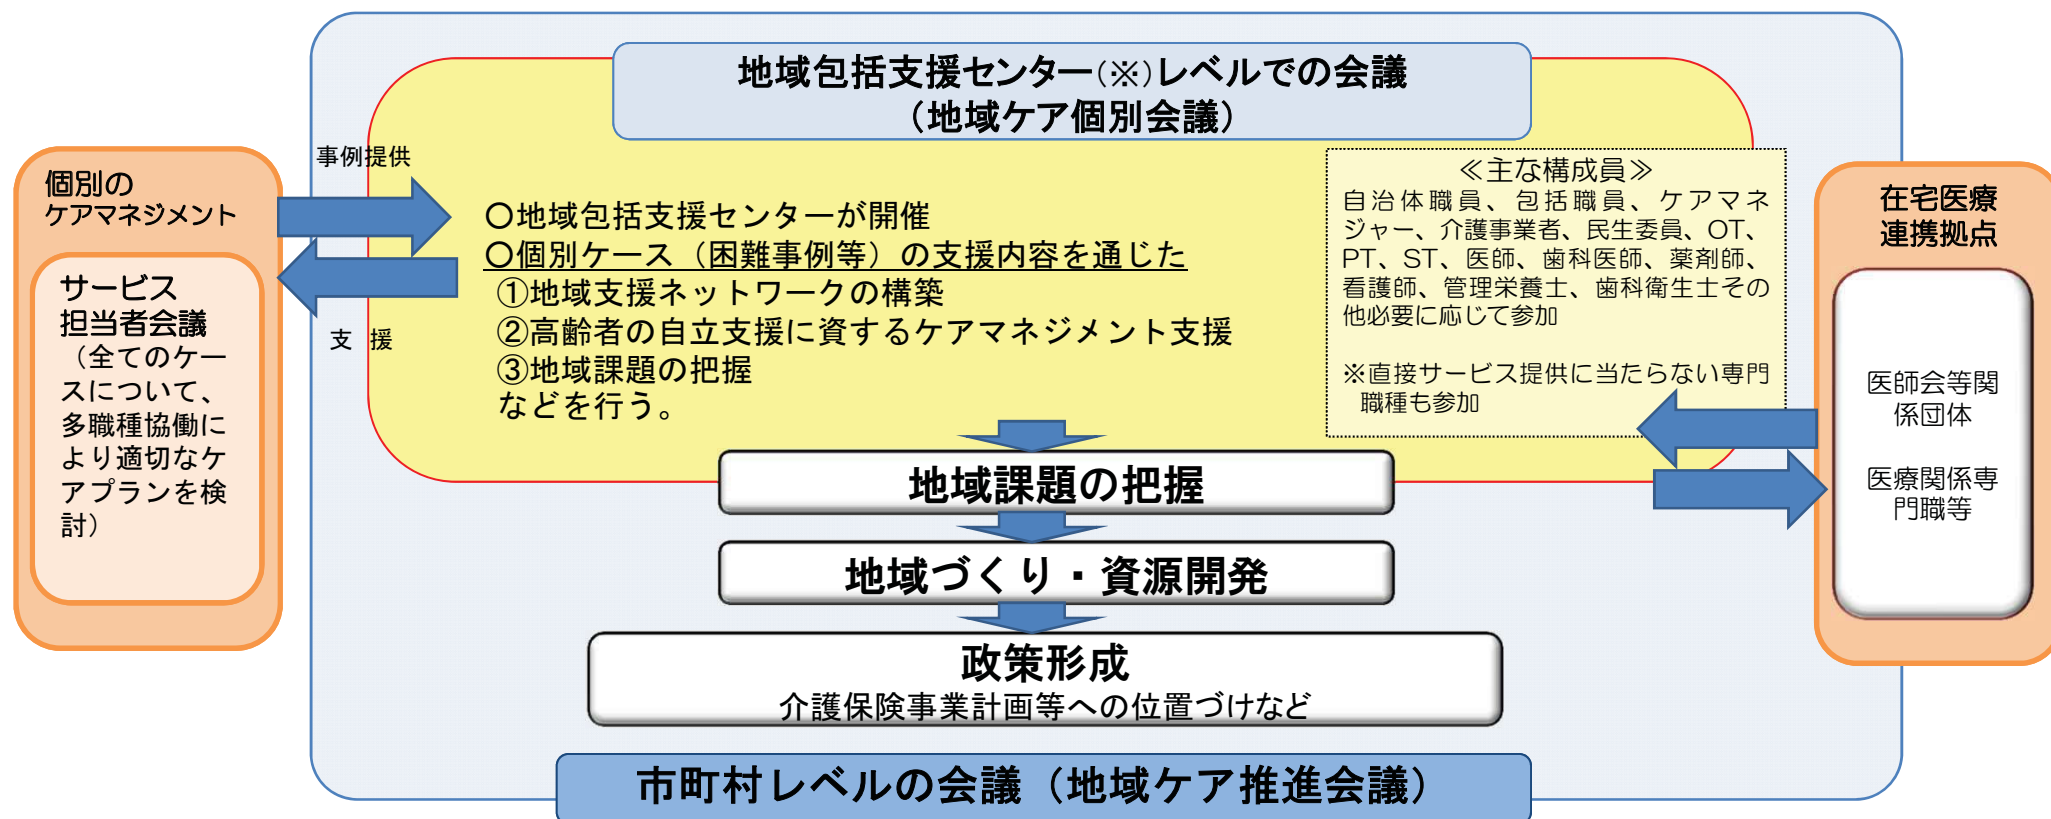 地域包括支援センター(※)レベルでの会議
（地域ケア個別会議）
事例提供
個別の
ケアマネジメント
サービス
担当者会議
（全てのケー
スについて、
多職種協働に
より適切なケ
アプランを検
討）
支　援
〇地域包括支援センターが開催
〇個別ケース（困難事例等）の支援内容を通じた
①地域支援ネットワークの構築
②高齢者の自立支援に資するケアマネジメント支援
③地域課題の把握
などを行う。
≪主な構成員≫
自治体職員、包括職員、ケアマネ
ジャー、介護事業者、民生委員、OT、
PT、ST、医師、歯科医師、薬剤師、
看護師、管理栄養士、歯科衛生士その
他必要に応じて参加
※直接サービス提供に当たらない専門
職種も参加
在宅医療
連携拠点
医師会等関
係団体
医療関係専
門職等
地域課題の把握
地域づくり・資源開発
政策形成
介護保険事業計画等への位置づけなど
市町村レベルの会議（地域ケア推進会議）